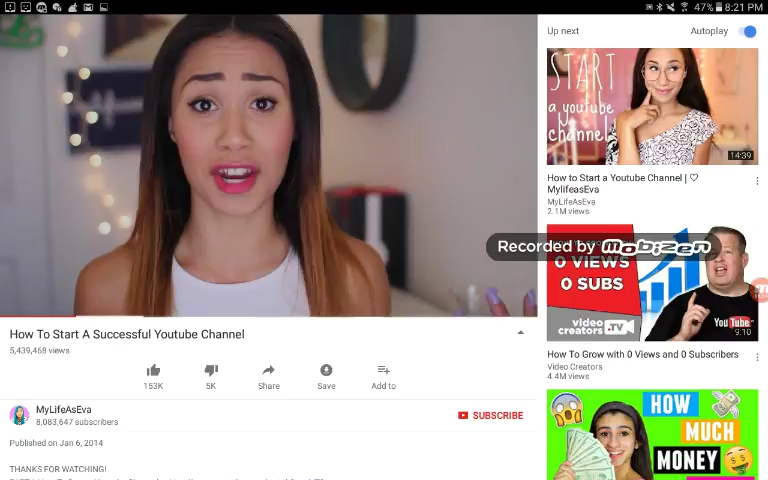 47% 8:21 PM
Up next
Autoplay
START
a youtube
channel
14:39
How to Start a Youtube Channel | ♡
MylifeasEva
MyLifeAsEva
2.1M views
Recorded by Mobizen
0 VIEWS
0 SUBS
video
creators.TV
YouTube
9:10
How To Grow with 0 Views and 0 Subscribers
Video Creators
4.4M views
HOW
MUCH
MONEY
How To Start A Successful Youtube Channel
5,439,468 views
153K
5K
Share
Save
Add to
MyLifeAsEva
8,083,647 subscribers
SUBSCRIBE
Published on Jan 6, 2014
THANKS FOR WATCHING!